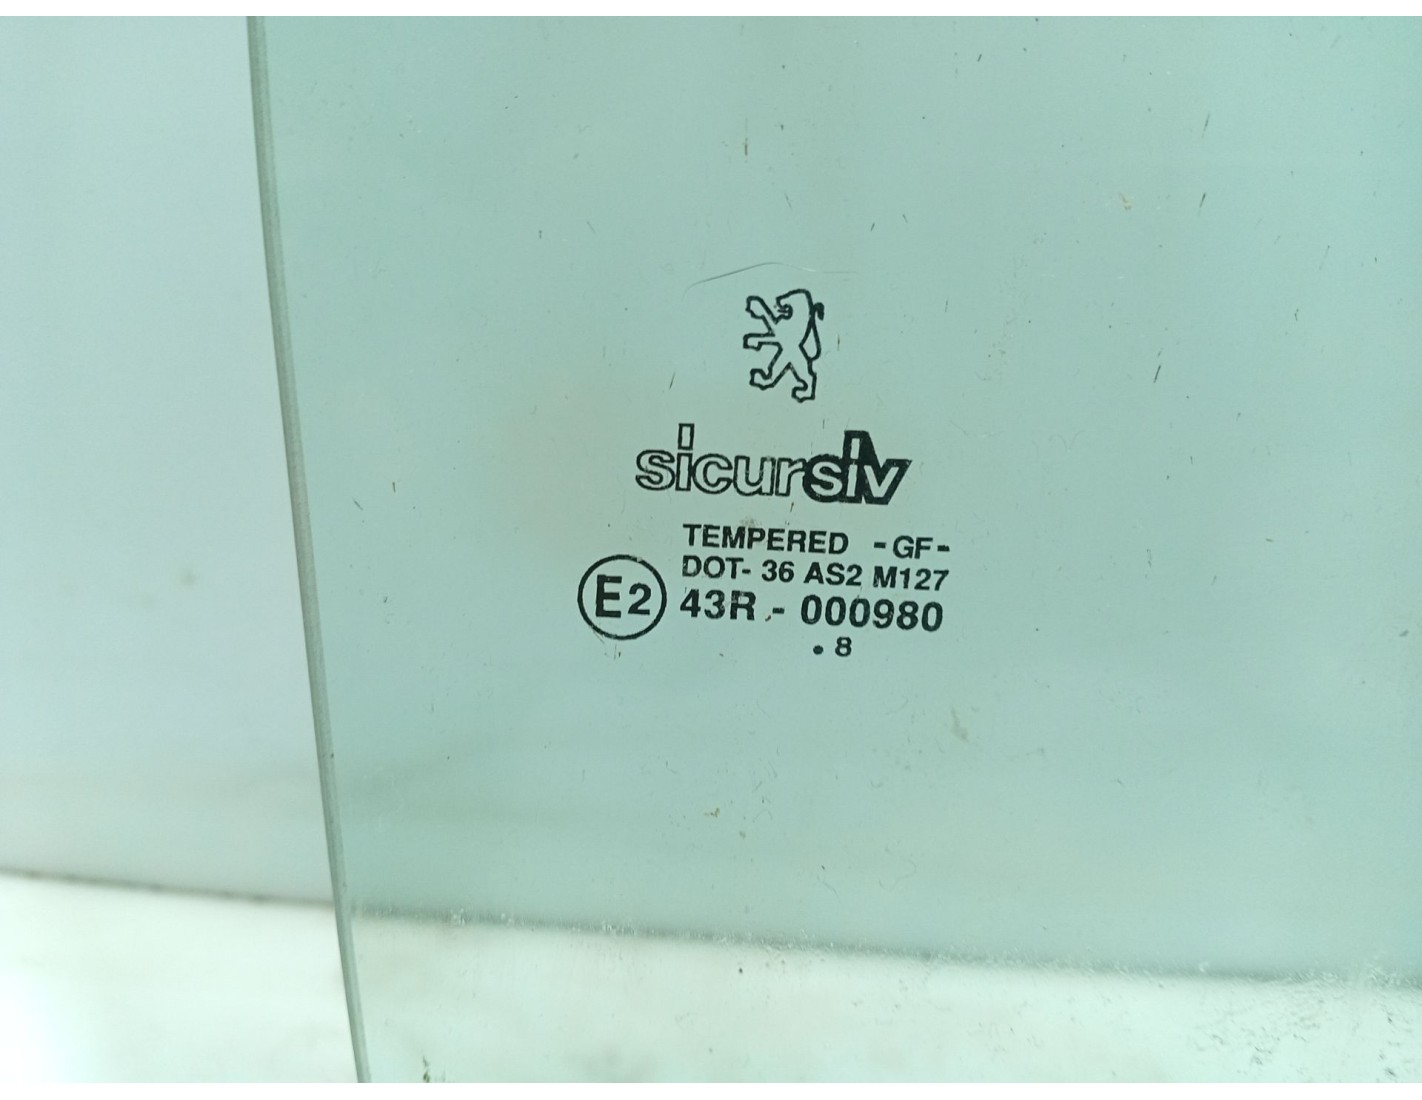 sicursiv
TEMPERED -GF-
DOT- 36 AS2 M127
E2 43R - 000980
. 8